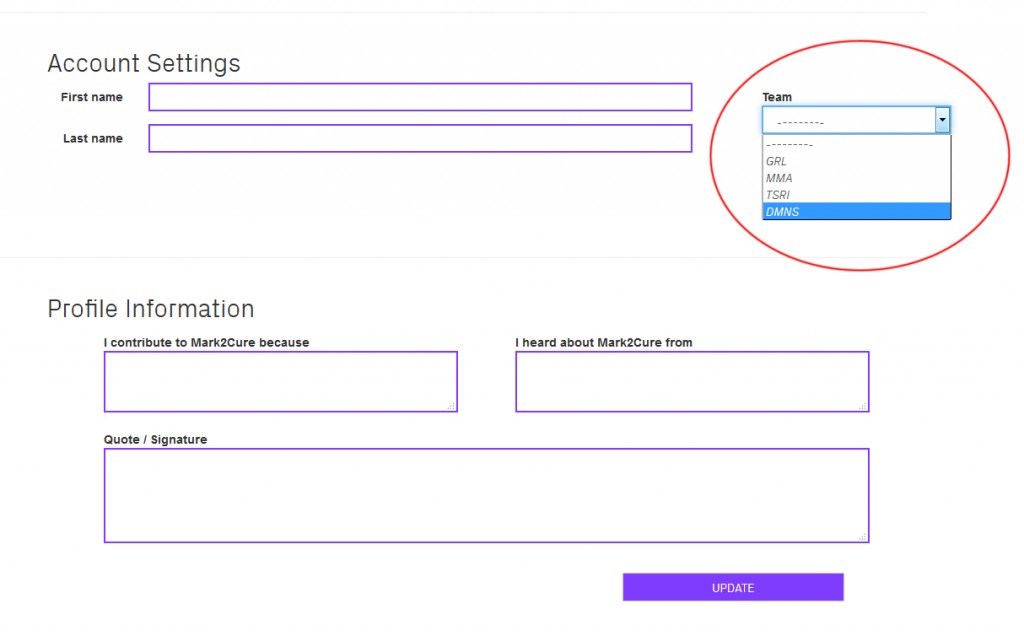 Account Settings
First name
Last name
Team
--------
--------
GRL
MMA
TSRI
DMNS
Profile Information
I contribute to Mark2Cure because
I heard about Mark2Cure from
Quote / Signature
UPDATE